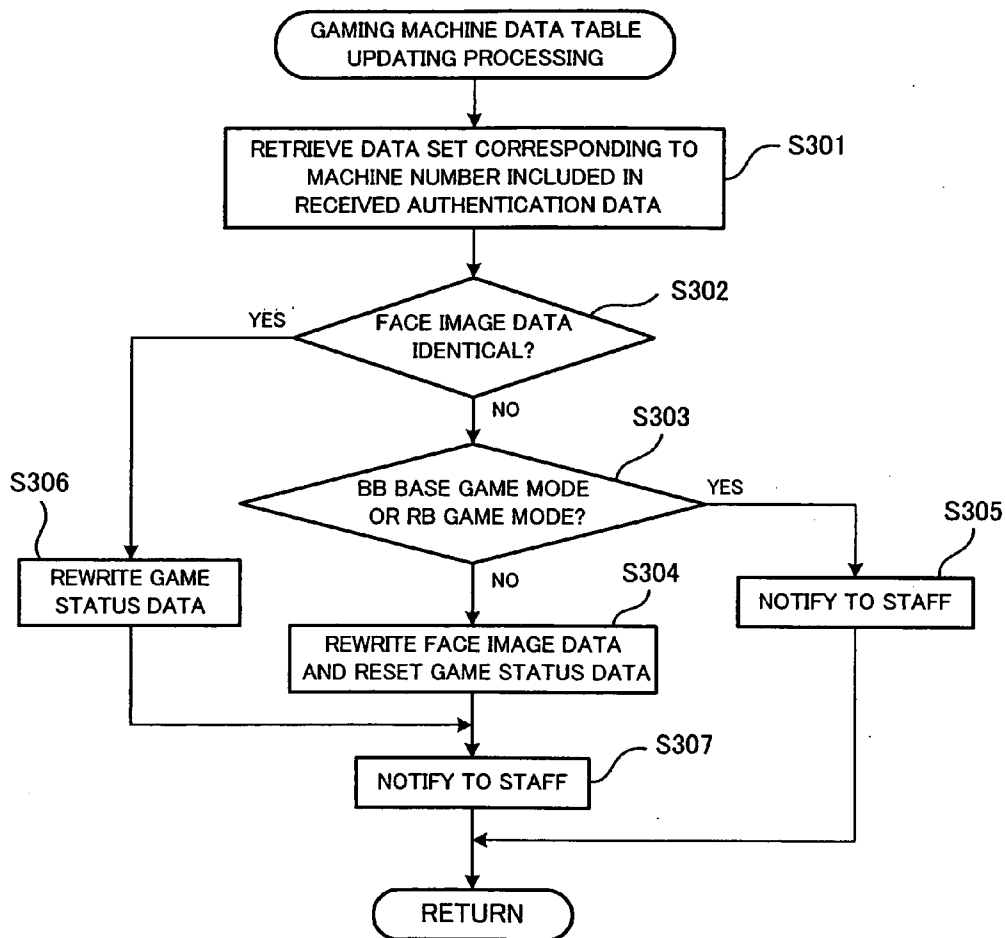 GAMING MACHINE DATA TABLE
UPDATING PROCESSING
S301
RETRIEVE DATA SET CORRESPONDING TO
MACHINE NUMBER INCLUDED IN
RECEIVED AUTHENTICATION DATA
S302
YES
FACE IMAGE DATA
IDENTICAL?
NO
S303
BB BASE GAME MODE
OR RB GAME MODE?
YES
S306
S305
REWRITE GAME
STATUS DATA
NO
S304
NOTIFY TO STAFF
REWRITE FACE IMAGE DATA
AND RESET GAME STATUS DATA
S307
NOTIFY TO STAFF
RETURN